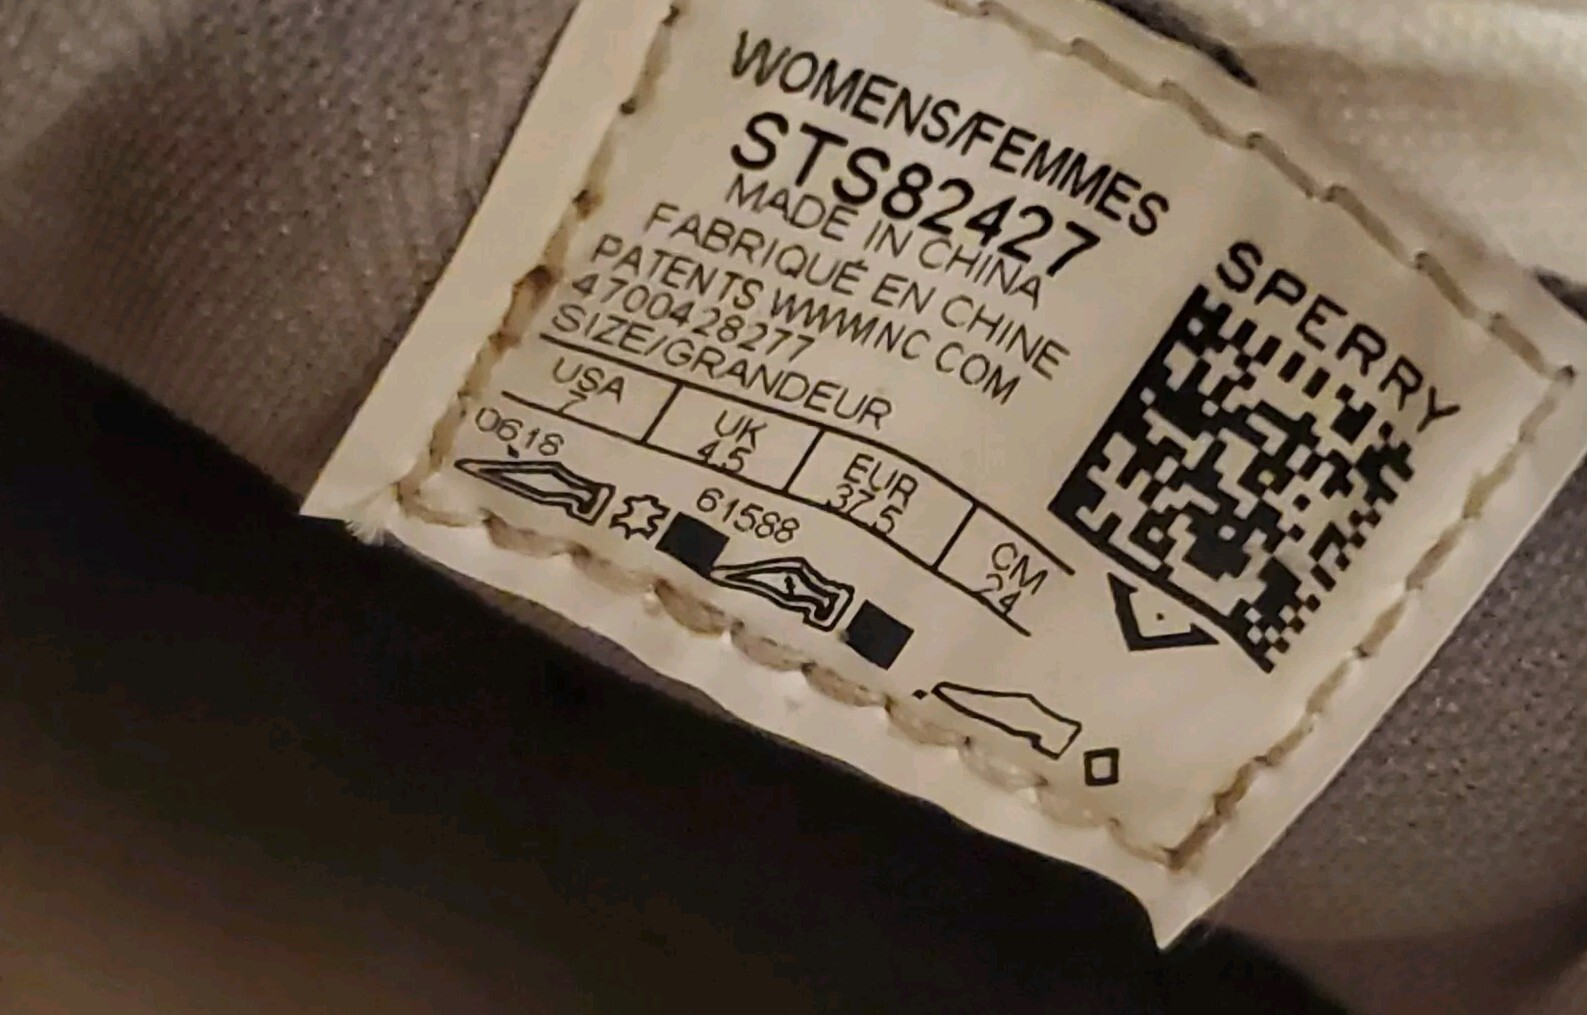 WOMENS/FEMMES
STS82427
MADE IN CHINA
FABRIQUÉ EN CHINE
PATENTS WWWNC COM
4700428277
SIZE/GRANDEUR
USA UK EUR CM
7 4.5 37.5 24
0618
61588
SPERRY